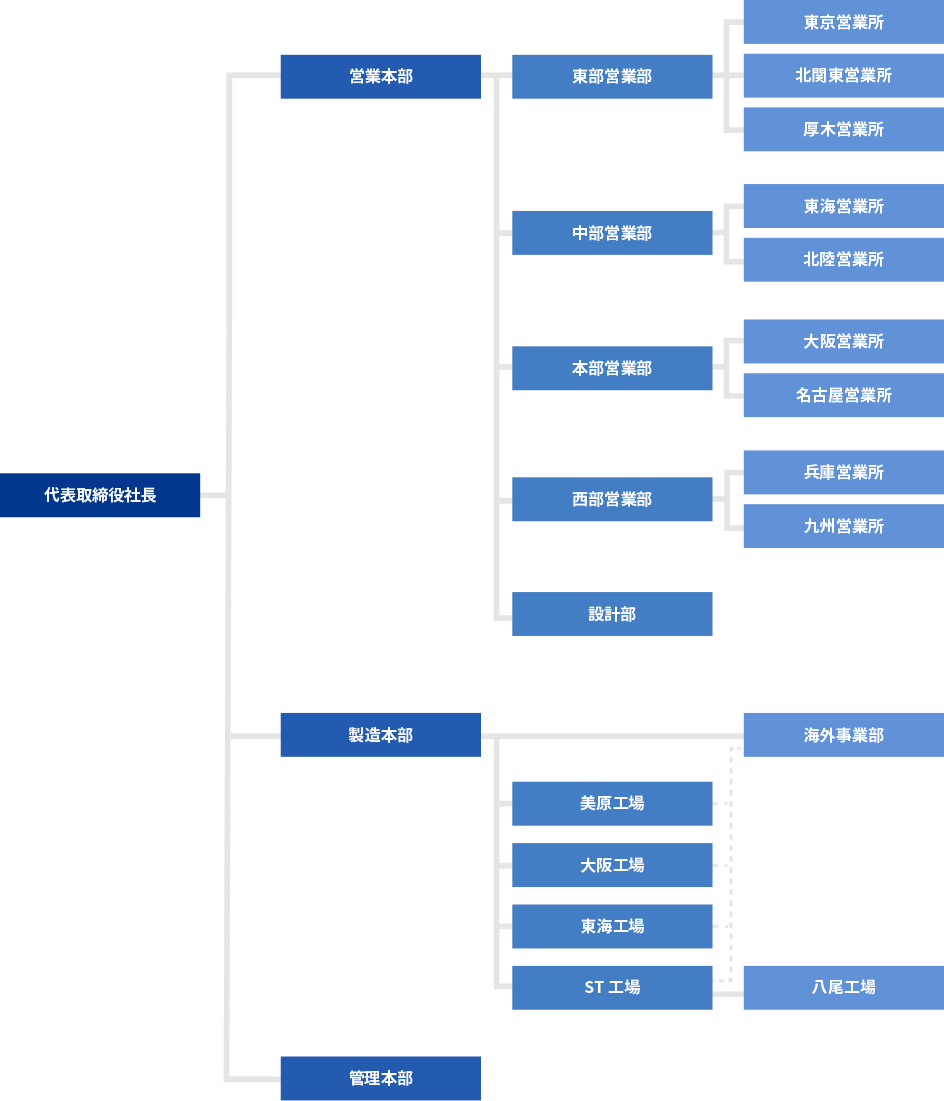 代表取締役社長
営業本部
東部営業部
東京営業所
北関東営業所
厚木営業所
中部営業部
東海営業所
北陸営業所
本部営業部
大阪営業所
名古屋営業所
西部営業部
兵庫営業所
九州営業所
設計部
製造本部
海外事業部
美原工場
大阪工場
東海工場
ST 工場
八尾工場
管理本部